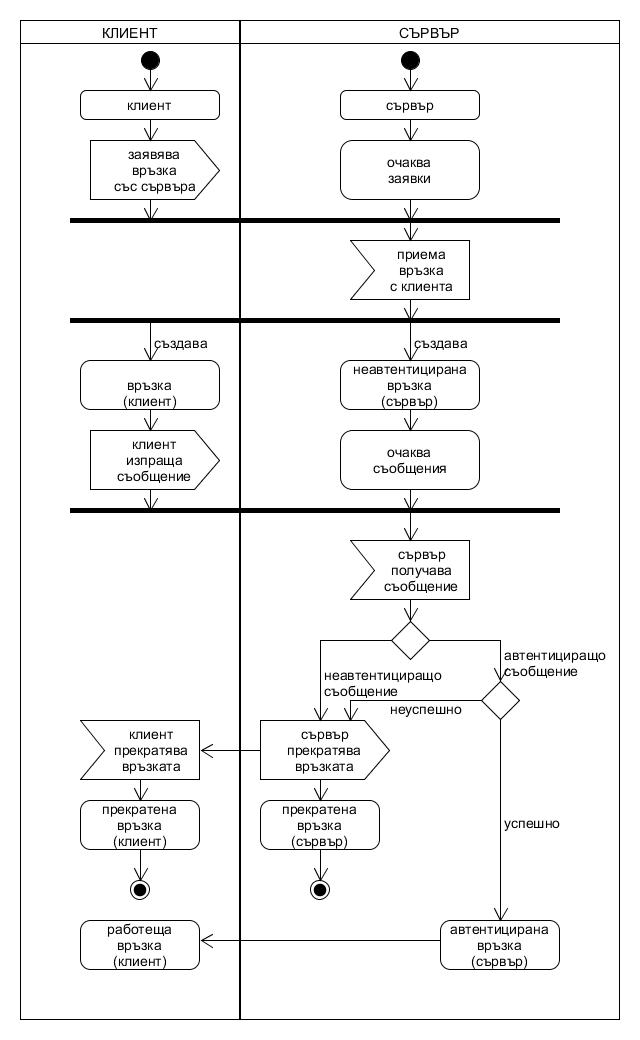 КЛИЕНТ
СЪРВЪР
клиент
сървър
заявява
връзка
със сървъра
очаква
заявки
приема
връзка
с клиента
създава
създава
връзка
(клиент)
неавтентицирана
връзка
(сървър)
клиент
изпраща
съобщение
очаква
съобщения
сървър
получава
съобщение
автентициращо
съобщение
неавтентициращо
съобщение
неуспешно
клиент
прекратява
връзката
сървър
прекратява
връзката
прекратена
връзка
(клиент)
прекратена
връзка
(сървър)
успешно
работеща
връзка
(клиент)
автентицирана
връзка
(сървър)